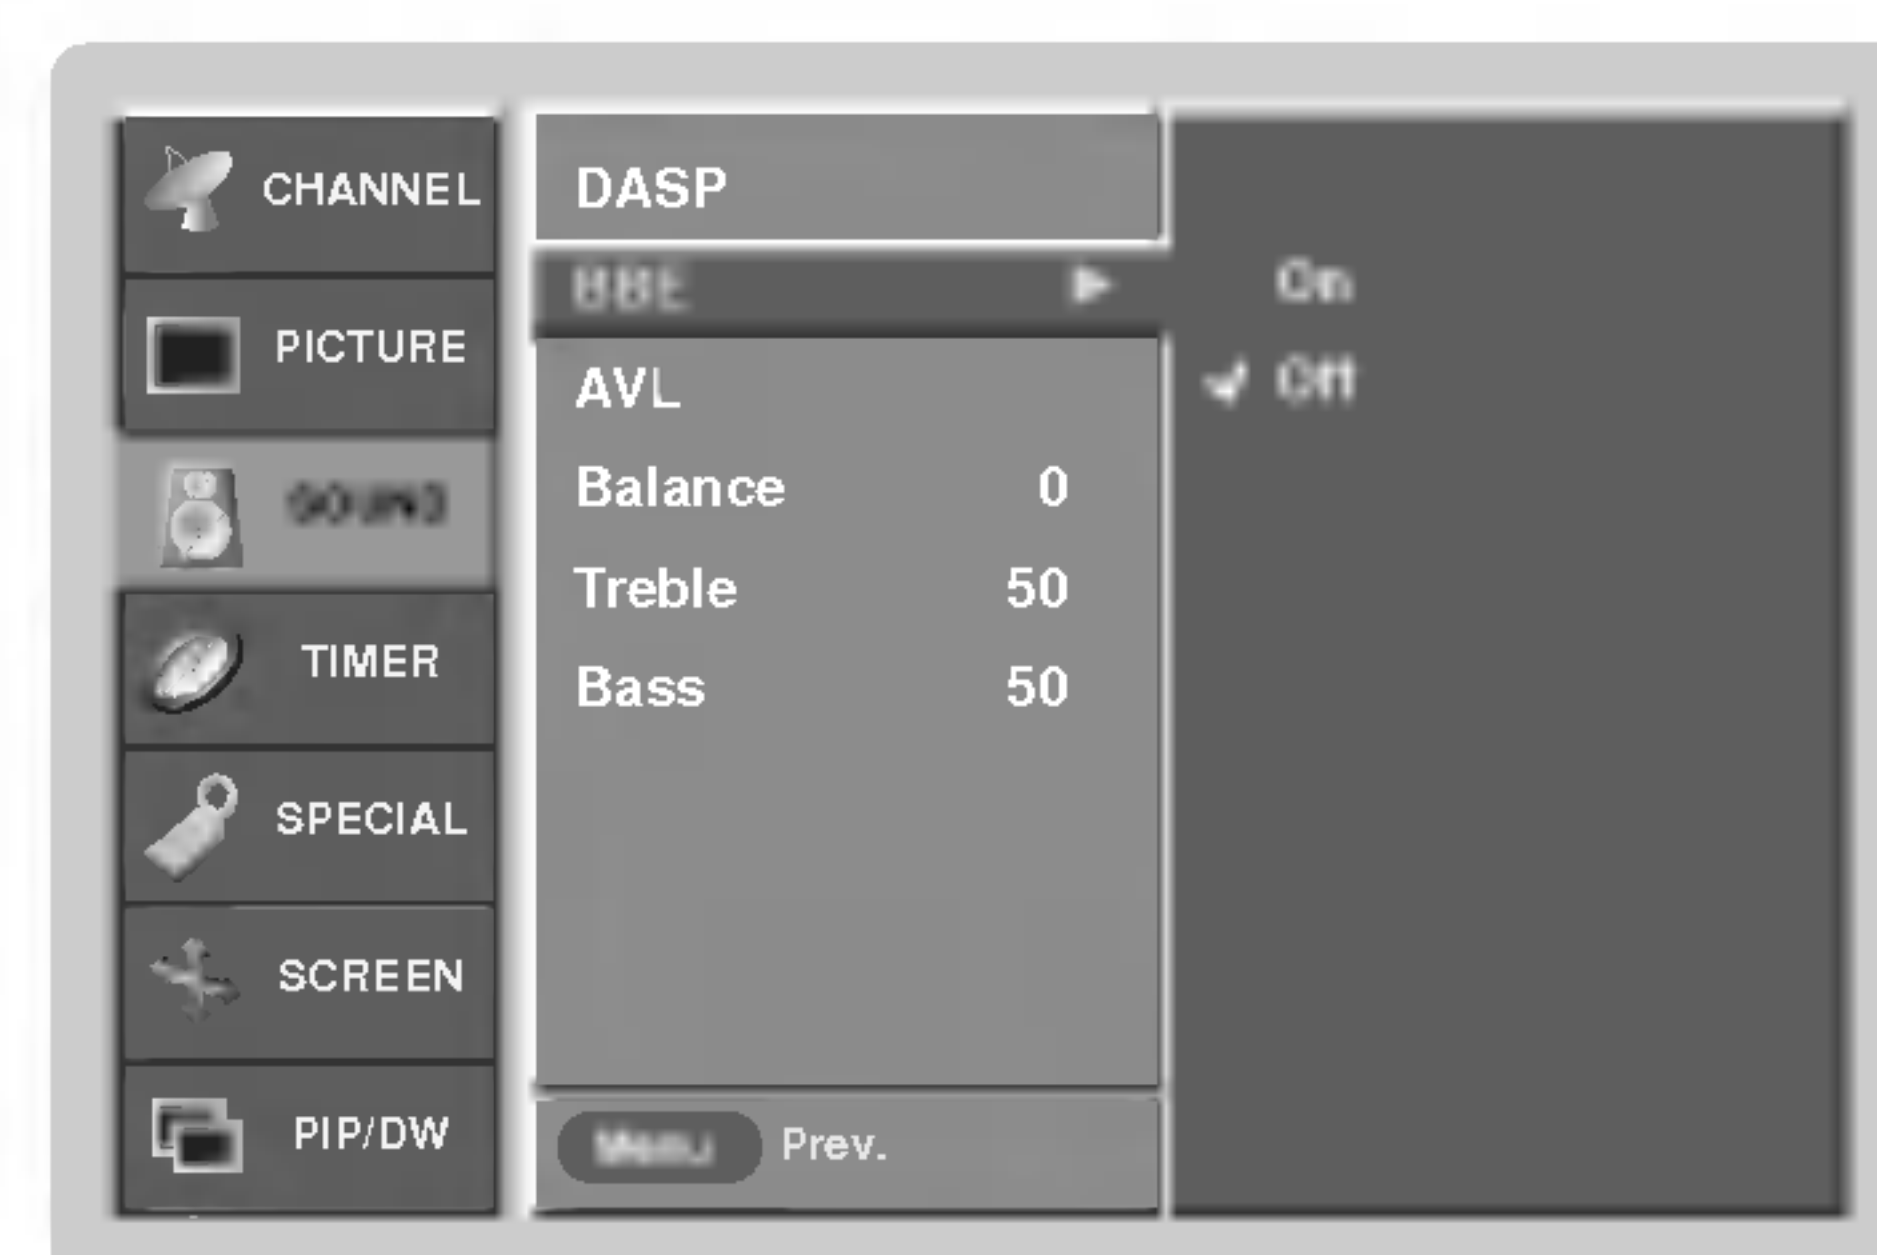 CHANNEL
PICTURE
SOUND
TIMER
SPECIAL
SCREEN
PIP/DW
DASP
BBE
AVL
Balance 0
Treble 50
Bass 50
Menu Prev.
On
Off